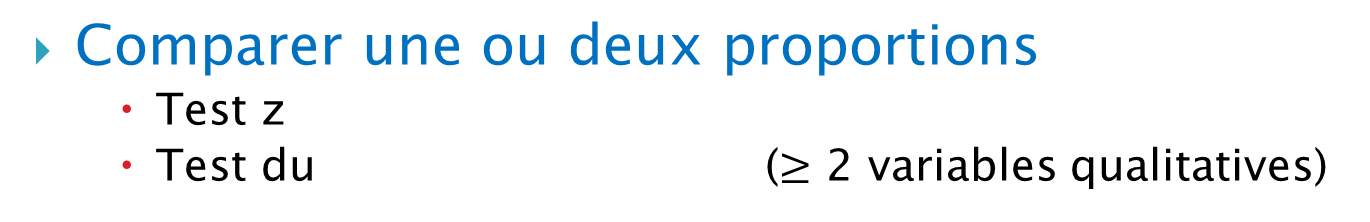 Comparer une ou deux proportions
• Test z
• Test du (≥ 2 variables qualitatives)